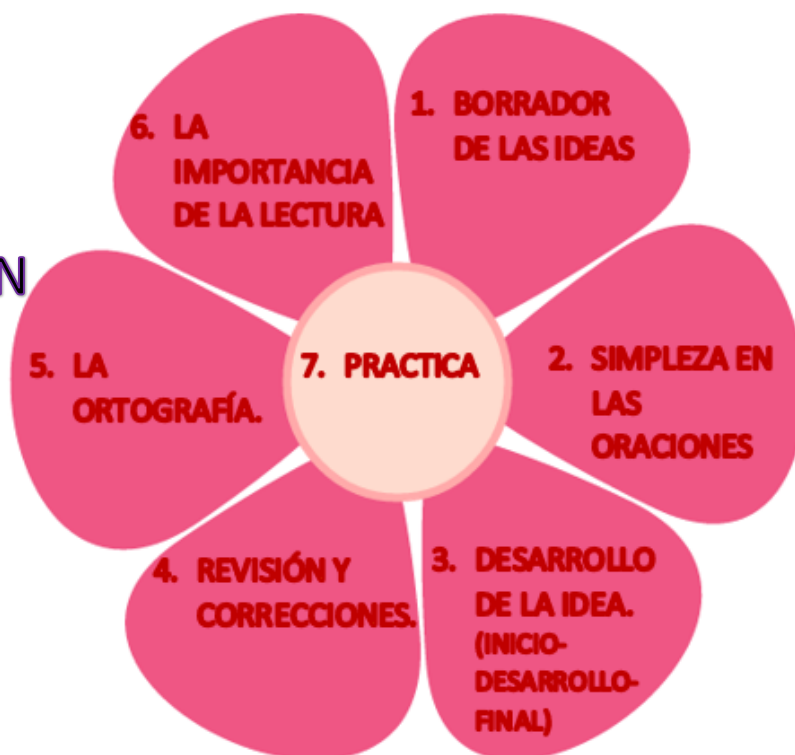 1. BORRADOR
DE LAS IDEAS
2. SIMPLEZA EN
LAS
ORACIONES
3. DESARROLLO
DE LA IDEA.
(INICIO-
DESARROLLO-
FINAL)
4. REVISIÓN Y
CORRECCIONES.
5. LA
ORTOGRAFÍA.
6. LA
IMPORTANCIA
DE LA LECTURA
7. PRACTICA
N